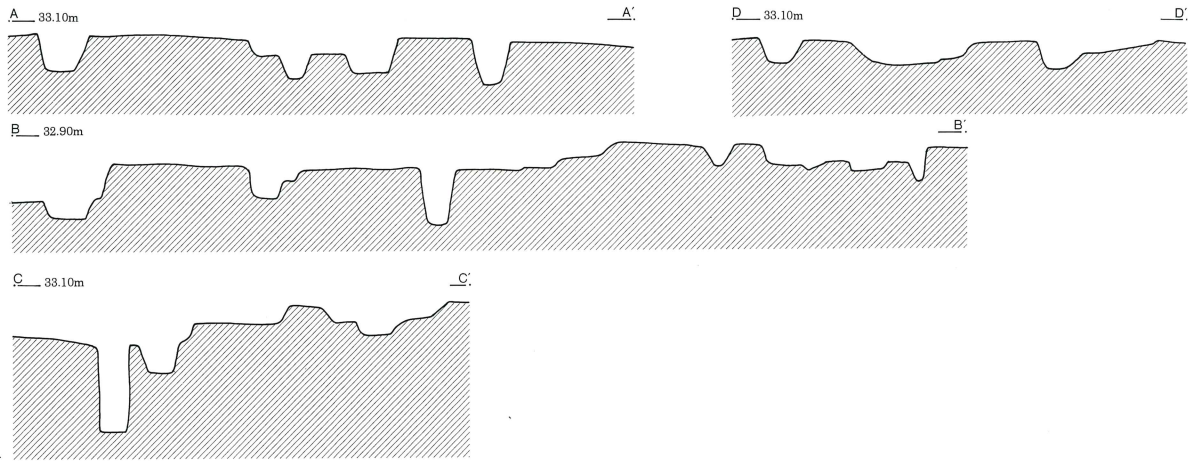 A 33.10m A′
D 33.10m D′
B 32.90m B′
C 33.10m C′